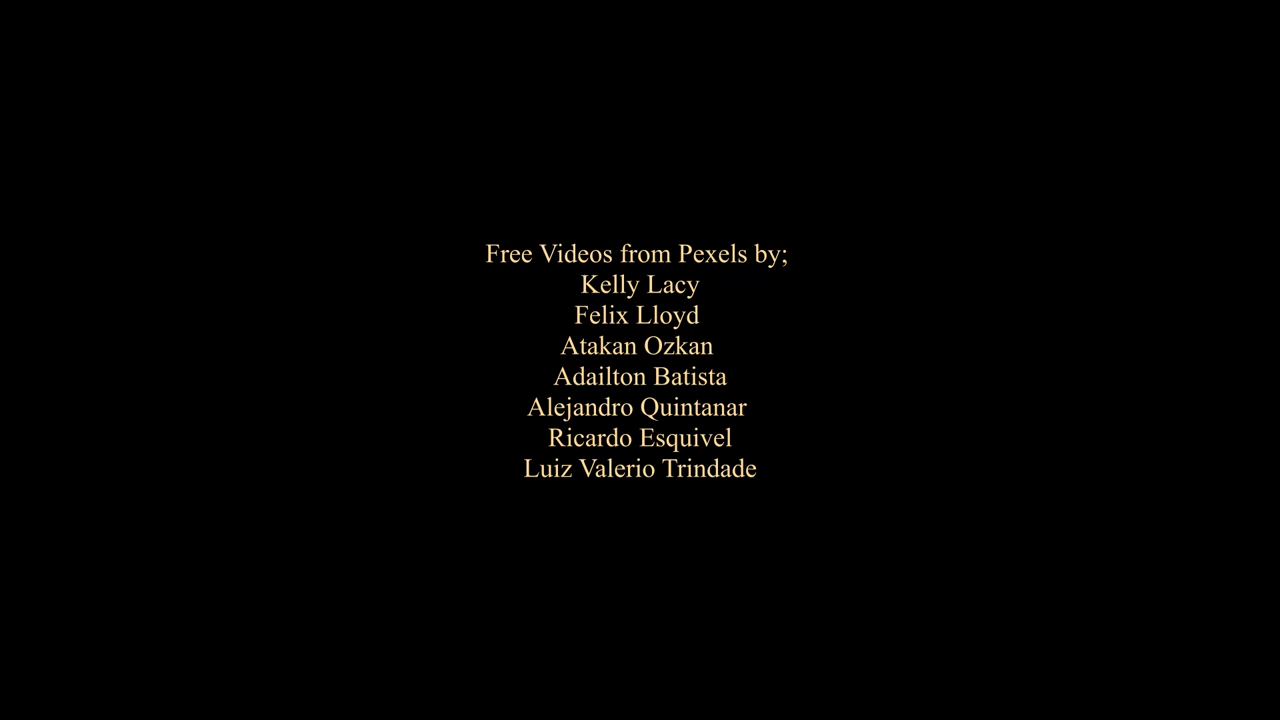 Free Videos from Pexels by;
Kelly Lacy
Felix Lloyd
Atakan Ozkan
Adailton Batista
Alejandro Quintanar
Ricardo Esquivel
Luiz Valerio Trindade